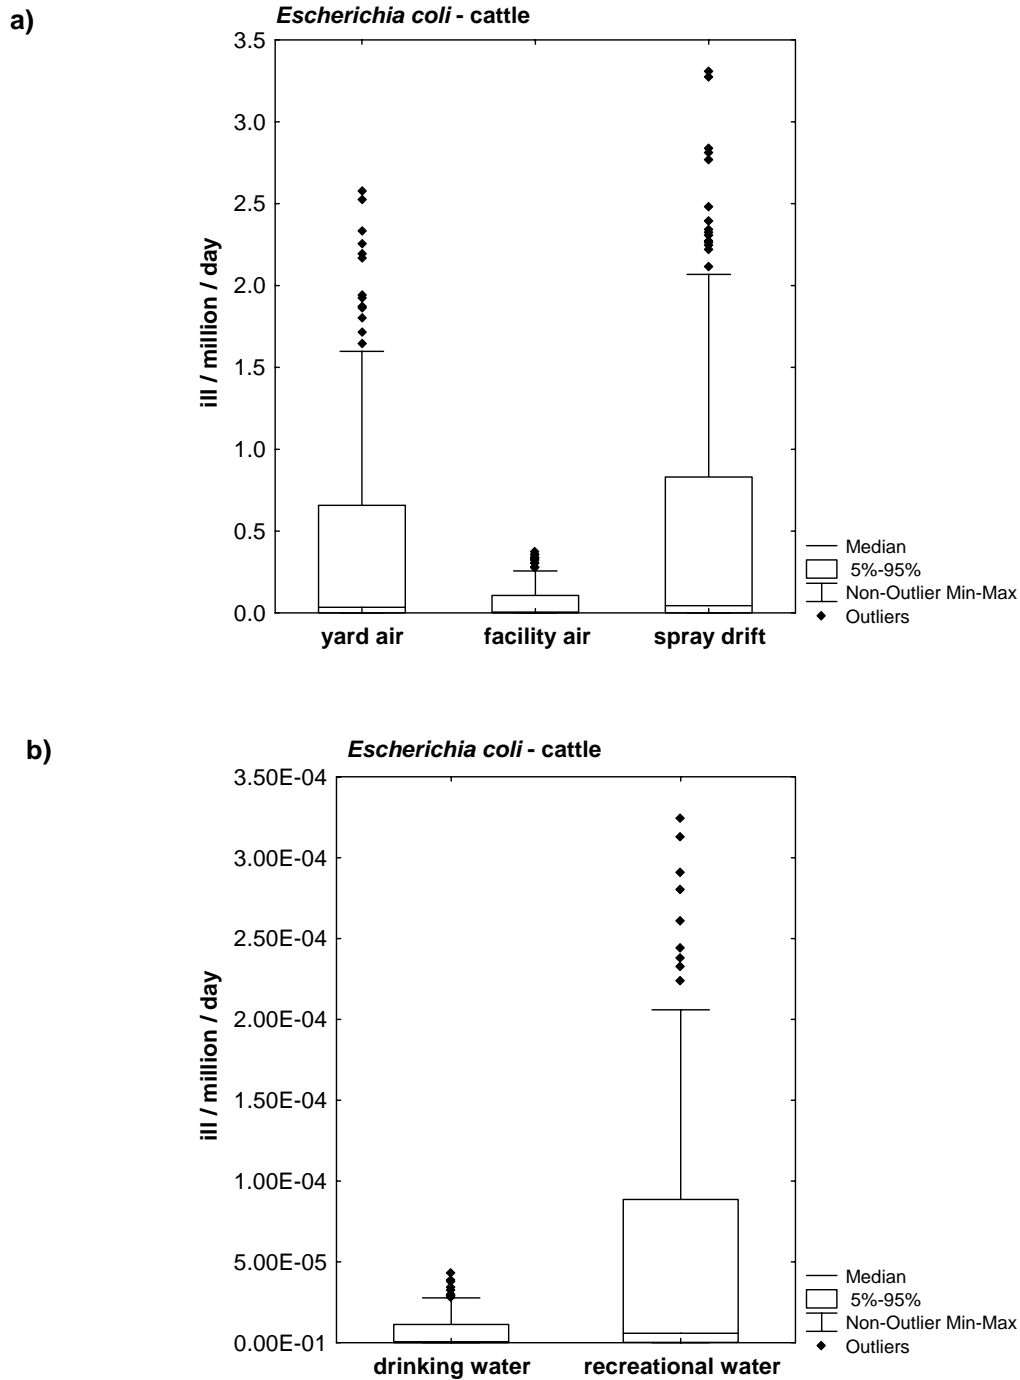 a)
Escherichia coli - cattle
3.5
3.0
2.5
2.0
1.5
1.0
0.5
0.0
ill / million / day
yard air
facility air
spray drift
Median
5%-95%
Non-Outlier Min-Max
Outliers
b)
Escherichia coli - cattle
3.50E-04
3.00E-04
2.50E-04
2.00E-04
1.50E-04
1.00E-04
5.00E-05
0.00E-01
ill / million / day
drinking water
recreational water
Median
5%-95%
Non-Outlier Min-Max
Outliers